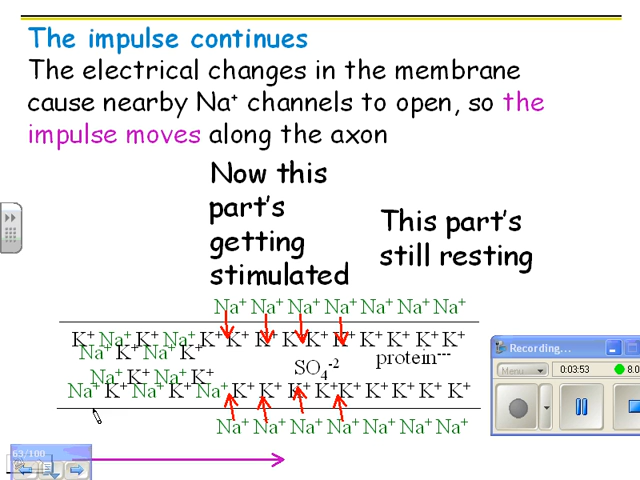 The impulse continues
The electrical changes in the membrane
cause nearby Na⁺ channels to open, so the
impulse moves along the axon
Now this
part's
getting
stimulated
This part's
still resting
Na⁺ Na⁺ Na⁺ Na⁺ Na⁺ Na⁺ Na⁺
K⁺ Na⁺ K⁺ Na⁺ K⁺ K⁺ K⁺ K⁺ K⁺ K⁺ K⁺ K⁺ K⁺ K⁺
Na⁺ K⁺ Na⁺ K⁺
SO₄⁻² protein⁻⁻⁻
Na⁺ K⁺ Na⁺ K⁺
Na⁺ K⁺ Na⁺ K⁺ Na⁺ K⁺ K⁺ K⁺ K⁺ K⁺ K⁺ K⁺ K⁺ K⁺
Na⁺ Na⁺ Na⁺ Na⁺ Na⁺ Na⁺ Na⁺
Recording...
Menu 0:03:53 8.0
63/100